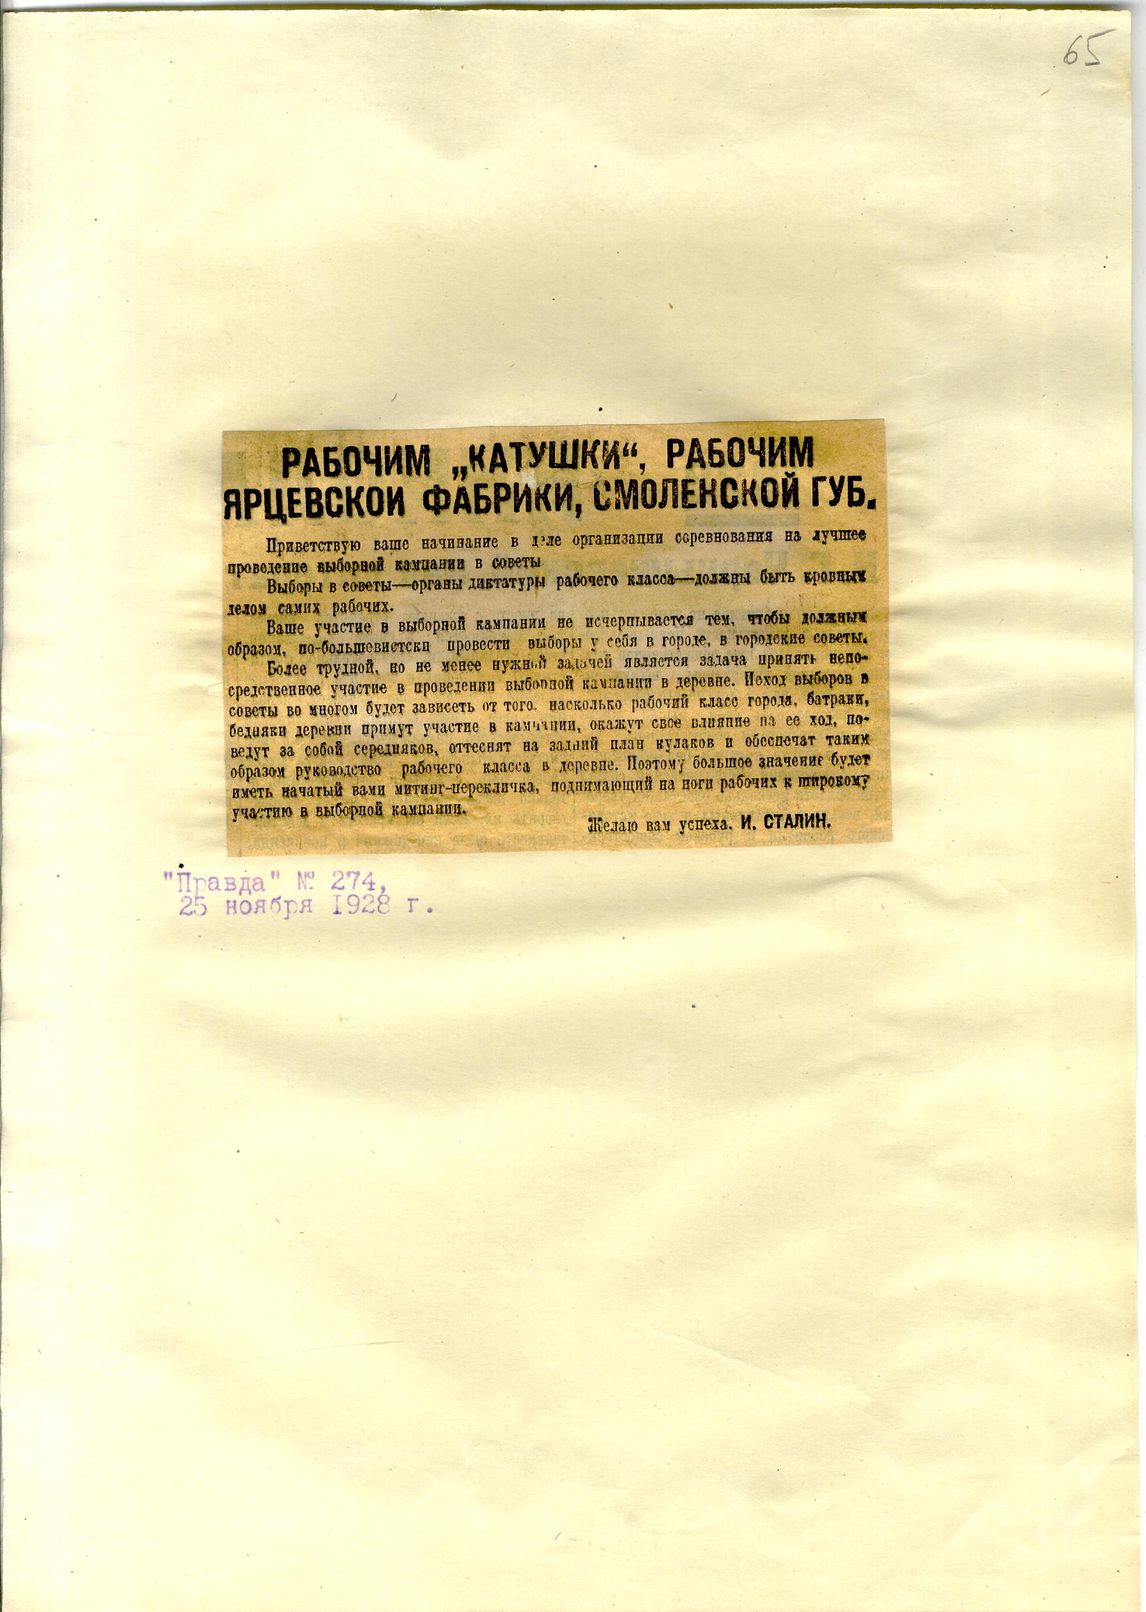 65
РАБОЧИМ „КАТУШКИ“, РАБОЧИМ
ЯРЦЕВСКОЙ ФАБРИКИ, СМОЛЕНСКОЙ ГУБ.
Приветствую ваше начинание в деле организации соревнования на лучшее
проведение выборной кампании в советы
Выборы в советы—органы диктатуры рабочего класса—должны быть кровным
делом самих рабочих.
Ваше участие в выборной кампании не исчерпывается тем, чтобы должным
образом, по-большевистски провести выборы у себя в городе, в городские советы.
Более трудной, но не менее нужной задачей является задача принять непо-
средственное участие в проведении выборной кампании в деревне. Исход выборов в
советы во многом будет зависеть от того, насколько рабочий класс города, батраки,
бедняки деревни примут участие в кампании, окажут свое влияние на ее ход, по-
ведут за собой середняков, оттеснят на задний план кулаков и обеспечат таким
образом руководство рабочего класса в деревне. Поэтому большое значение будет
иметь начатый вами митинг-перекличка, поднимающий на ноги рабочих к широкому
участию в выборной кампании.
Желаю вам успеха. И. СТАЛИН.
"Правда" № 274,
25 ноября 1928 г.